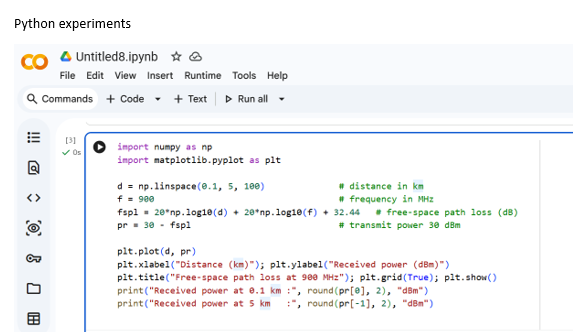 Python experiments
Untitled8.ipynb
File Edit View Insert Runtime Tools Help
Commands + Code + Text Run all
[3]
0s
import numpy as np
import matplotlib.pyplot as plt
d = np.linspace(0.1, 5, 100) # distance in km
f = 900 # frequency in MHz
fspl = 20*np.log10(d) + 20*np.log10(f) + 32.44 # free-space path loss (dB)
pr = 30 - fspl # transmit power 30 dBm
plt.plot(d, pr)
plt.xlabel("Distance (km)"); plt.ylabel("Received power (dBm)")
plt.title("Free-space path loss at 900 MHz"); plt.grid(True); plt.show()
print("Received power at 0.1 km :", round(pr[0], 2), "dBm")
print("Received power at 5 km :", round(pr[-1], 2), "dBm")